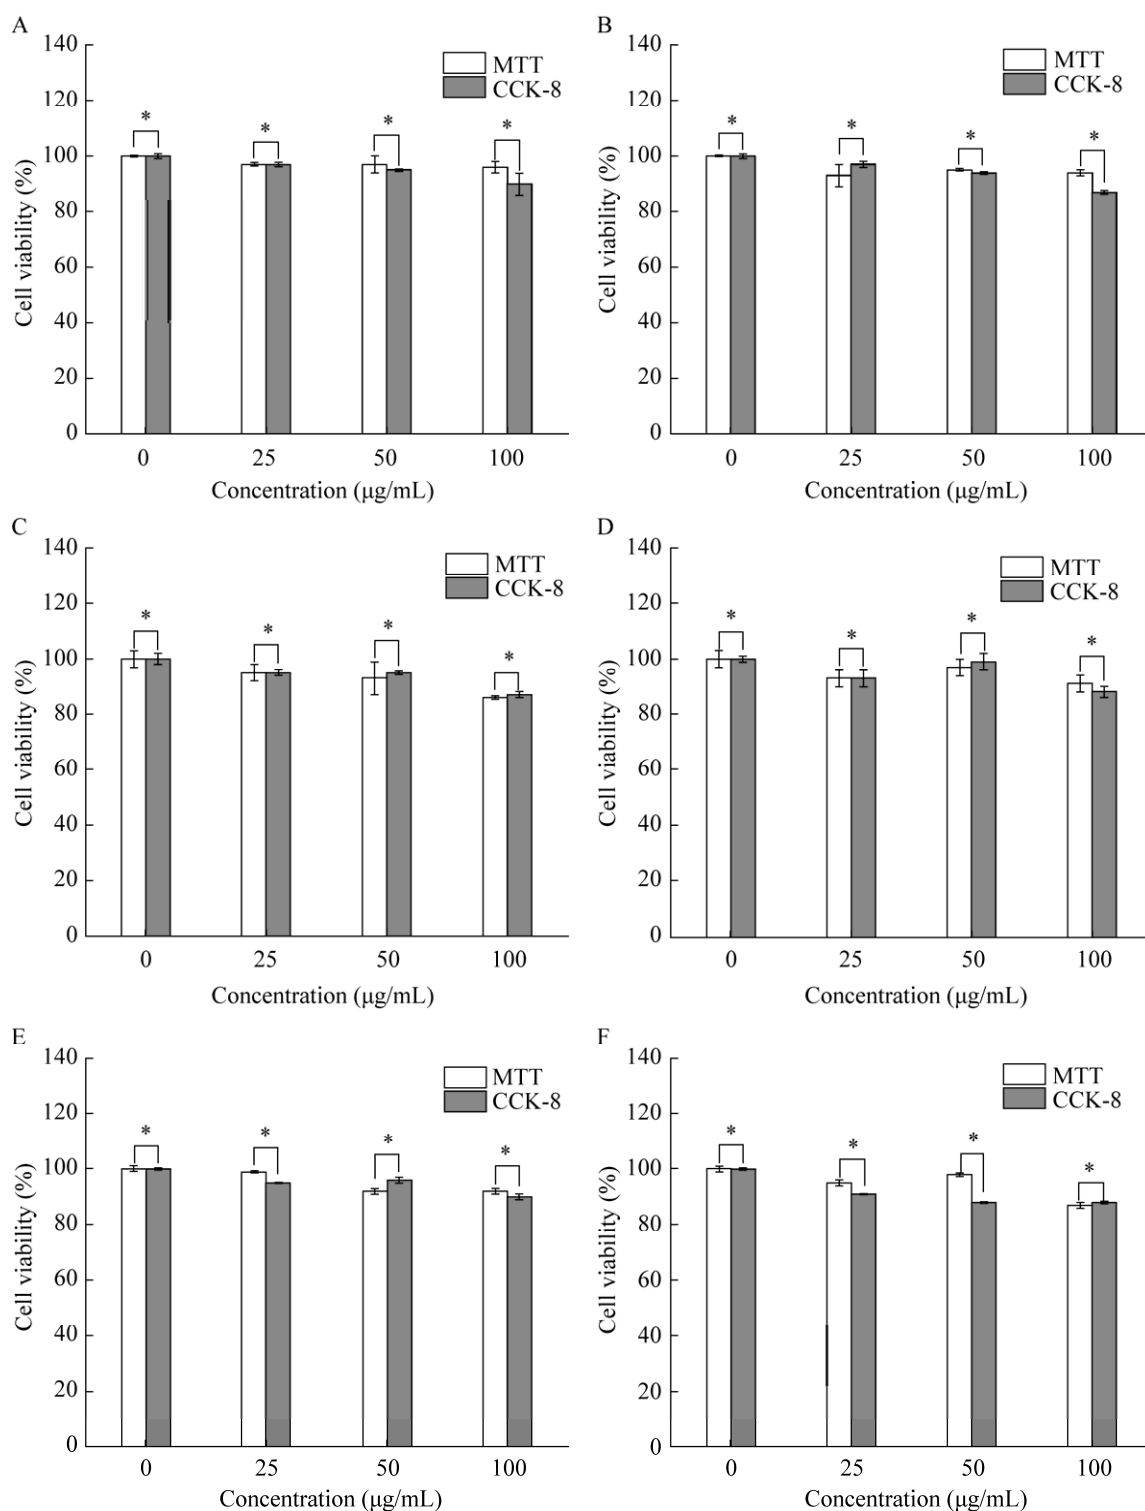 A
140
120
100
80
60
40
20
0
Cell viability (%)
MTT
CCK-8
*
*
*
*
0 25 50 100
Concentration (μg/mL)
B
140
120
100
80
60
40
20
0
Cell viability (%)
MTT
CCK-8
*
*
*
*
0 25 50 100
Concentration (μg/mL)
C
140
120
100
80
60
40
20
0
Cell viability (%)
MTT
CCK-8
*
*
*
*
0 25 50 100
Concentration (μg/mL)
D
140
120
100
80
60
40
20
0
Cell viability (%)
MTT
CCK-8
*
*
*
*
0 25 50 100
Concentration (μg/mL)
E
140
120
100
80
60
40
20
0
Cell viability (%)
MTT
CCK-8
*
*
*
*
0 25 50 100
Concentration (μg/mL)
F
140
120
100
80
60
40
20
0
Cell viability (%)
MTT
CCK-8
*
*
*
*
0 25 50 100
Concentration (μg/mL)